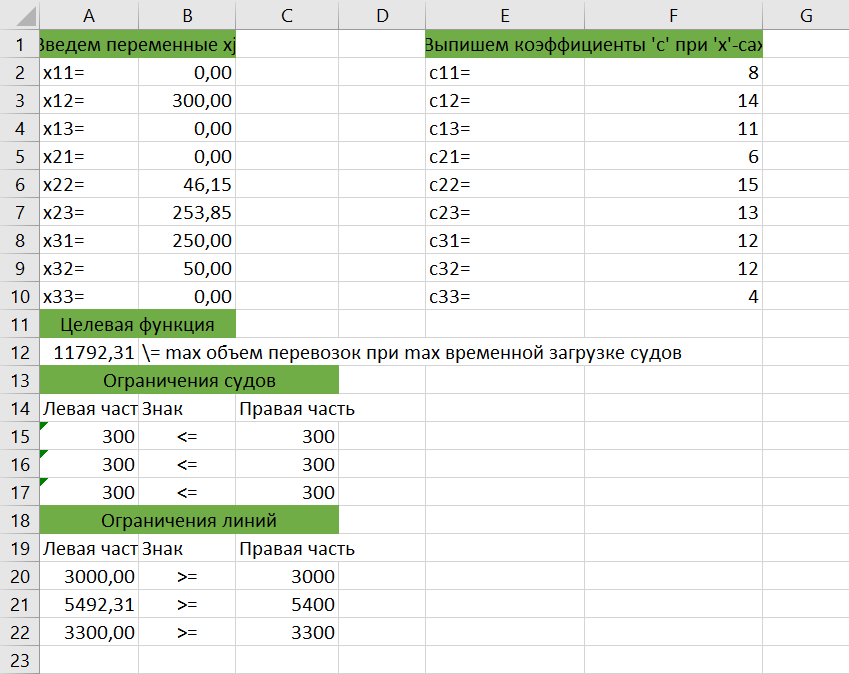 A B C D E F G
1 Введем переменные xj Выпишем коэффициенты 'с' при 'х'-сах
2 x11= 0,00 c11= 8
3 x12= 300,00 c12= 14
4 x13= 0,00 c13= 11
5 x21= 0,00 c21= 6
6 x22= 46,15 c22= 15
7 x23= 253,85 c23= 13
8 x31= 250,00 c31= 12
9 x32= 50,00 c32= 12
10 x33= 0,00 c33= 4
11 Целевая функция
12 11792,31 \= max объем перевозок при max временной загрузке судов
13 Ограничения судов
14 Левая част Знак Правая часть
15 300 <= 300
16 300 <= 300
17 300 <= 300
18 Ограничения линий
19 Левая част Знак Правая часть
20 3000,00 >= 3000
21 5492,31 >= 5400
22 3300,00 >= 3300
23